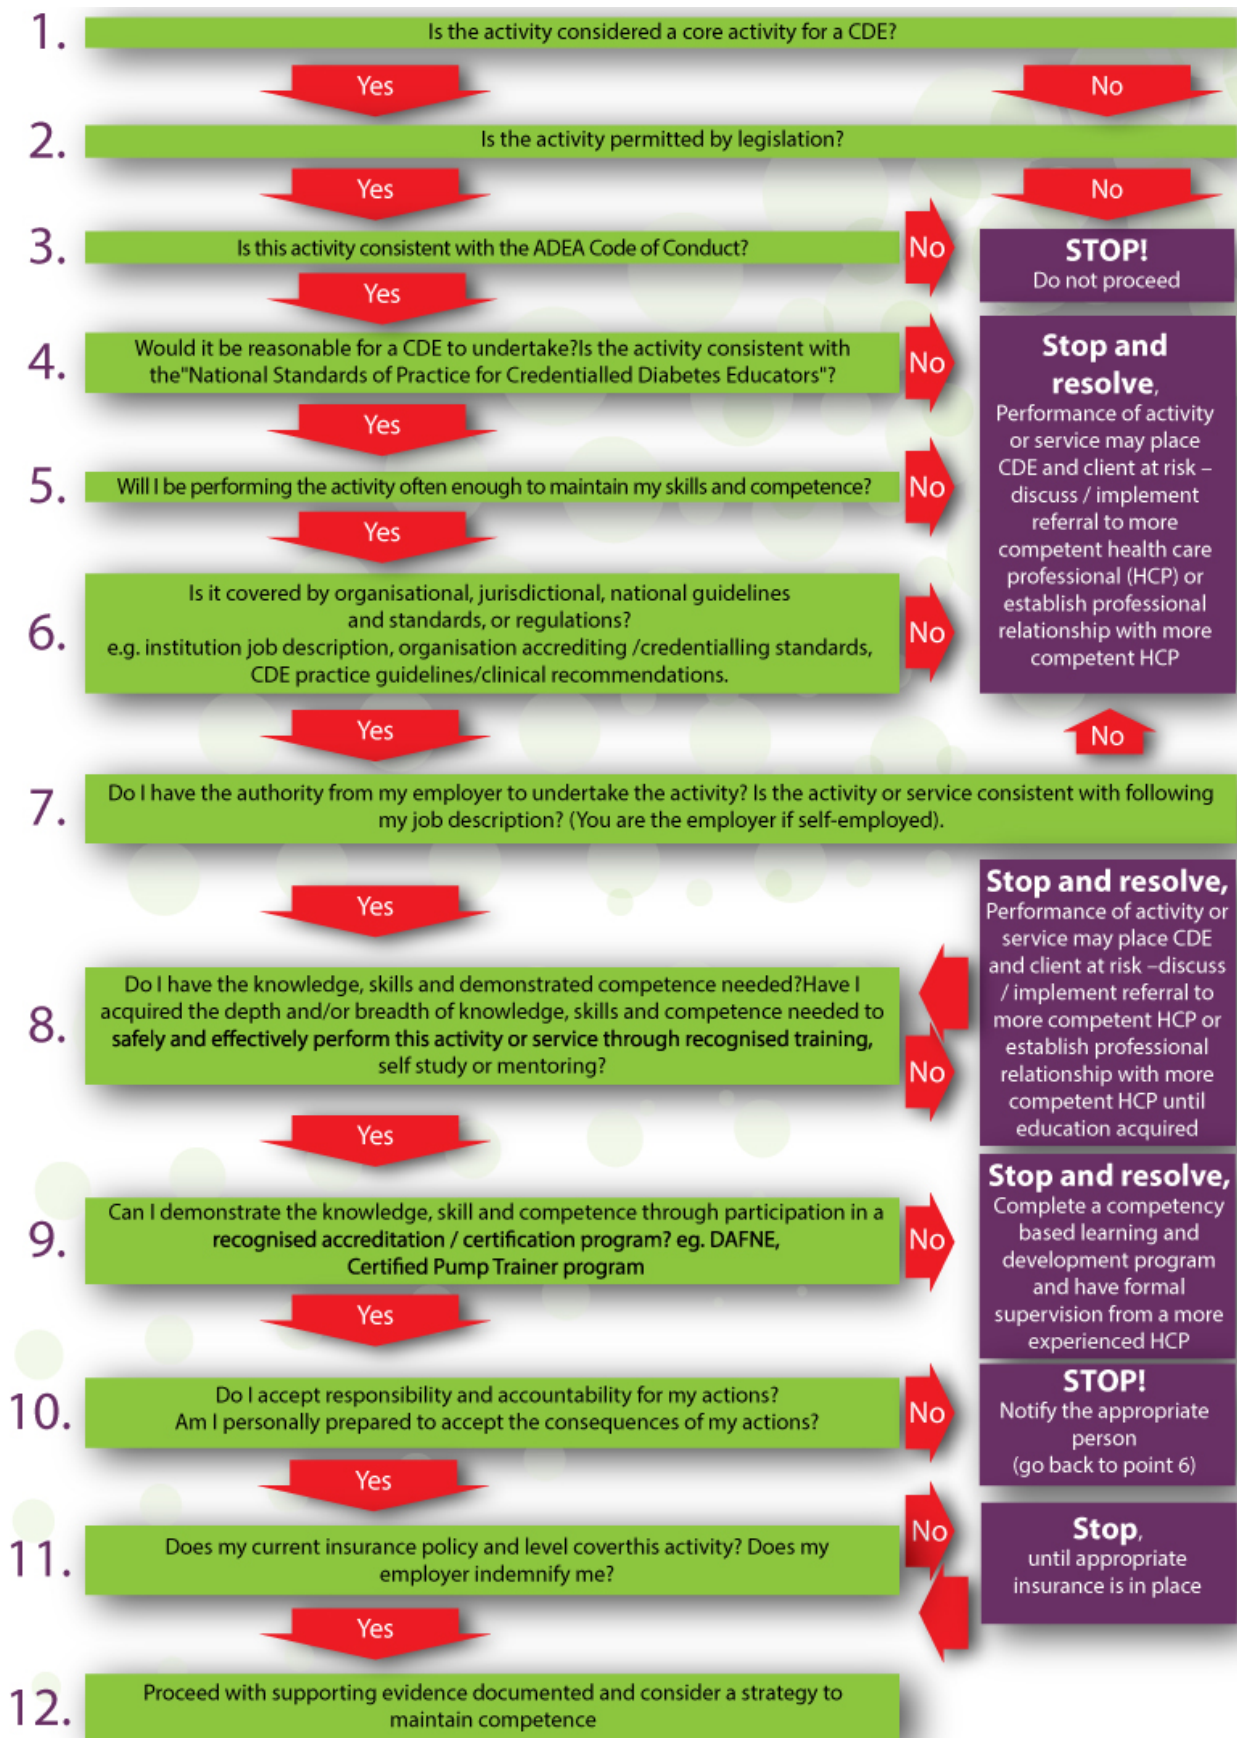 1.
Is the activity considered a core activity for a CDE?
Yes
No
2.
Is the activity permitted by legislation?
Yes
No
3.
Is this activity consistent with the ADEA Code of Conduct?
No
STOP!
Do not proceed
Yes
4.
Would it be reasonable for a CDE to undertake?Is the activity consistent with
the"National Standards of Practice for Credentialled Diabetes Educators"?
No
Yes
5.
Will I be performing the activity often enough to maintain my skills and competence?
No
Yes
6.
Is it covered by organisational, jurisdictional, national guidelines
and standards, or regulations?
e.g. institution job description, organisation accrediting /credentialling standards,
CDE practice guidelines/clinical recommendations.
No
Stop and
resolve,
Performance of activity
or service may place
CDE and client at risk –
discuss / implement
referral to more
competent health care
professional (HCP) or
establish professional
relationship with more
competent HCP
Yes
No
7.
Do I have the authority from my employer to undertake the activity? Is the activity or service consistent with following
my job description? (You are the employer if self-employed).
Yes
8.
Do I have the knowledge, skills and demonstrated competence needed?Have I
acquired the depth and/or breadth of knowledge, skills and competence needed to
safely and effectively perform this activity or service through recognised training,
self study or mentoring?
No
Stop and resolve,
Performance of activity or
service may place CDE
and client at risk –discuss
/ implement referral to
more competent HCP or
establish professional
relationship with more
competent HCP until
education acquired
Yes
9.
Can I demonstrate the knowledge, skill and competence through participation in a
recognised accreditation / certification program? eg. DAFNE,
Certified Pump Trainer program
No
Stop and resolve,
Complete a competency
based learning and
development program
and have formal
supervision from a more
experienced HCP
Yes
10.
Do I accept responsibility and accountability for my actions?
Am I personally prepared to accept the consequences of my actions?
No
STOP!
Notify the appropriate
person
(go back to point 6)
Yes
11.
Does my current insurance policy and level coverthis activity? Does my
employer indemnify me?
No
Stop,
until appropriate
insurance is in place
Yes
12.
Proceed with supporting evidence documented and consider a strategy to
maintain competence